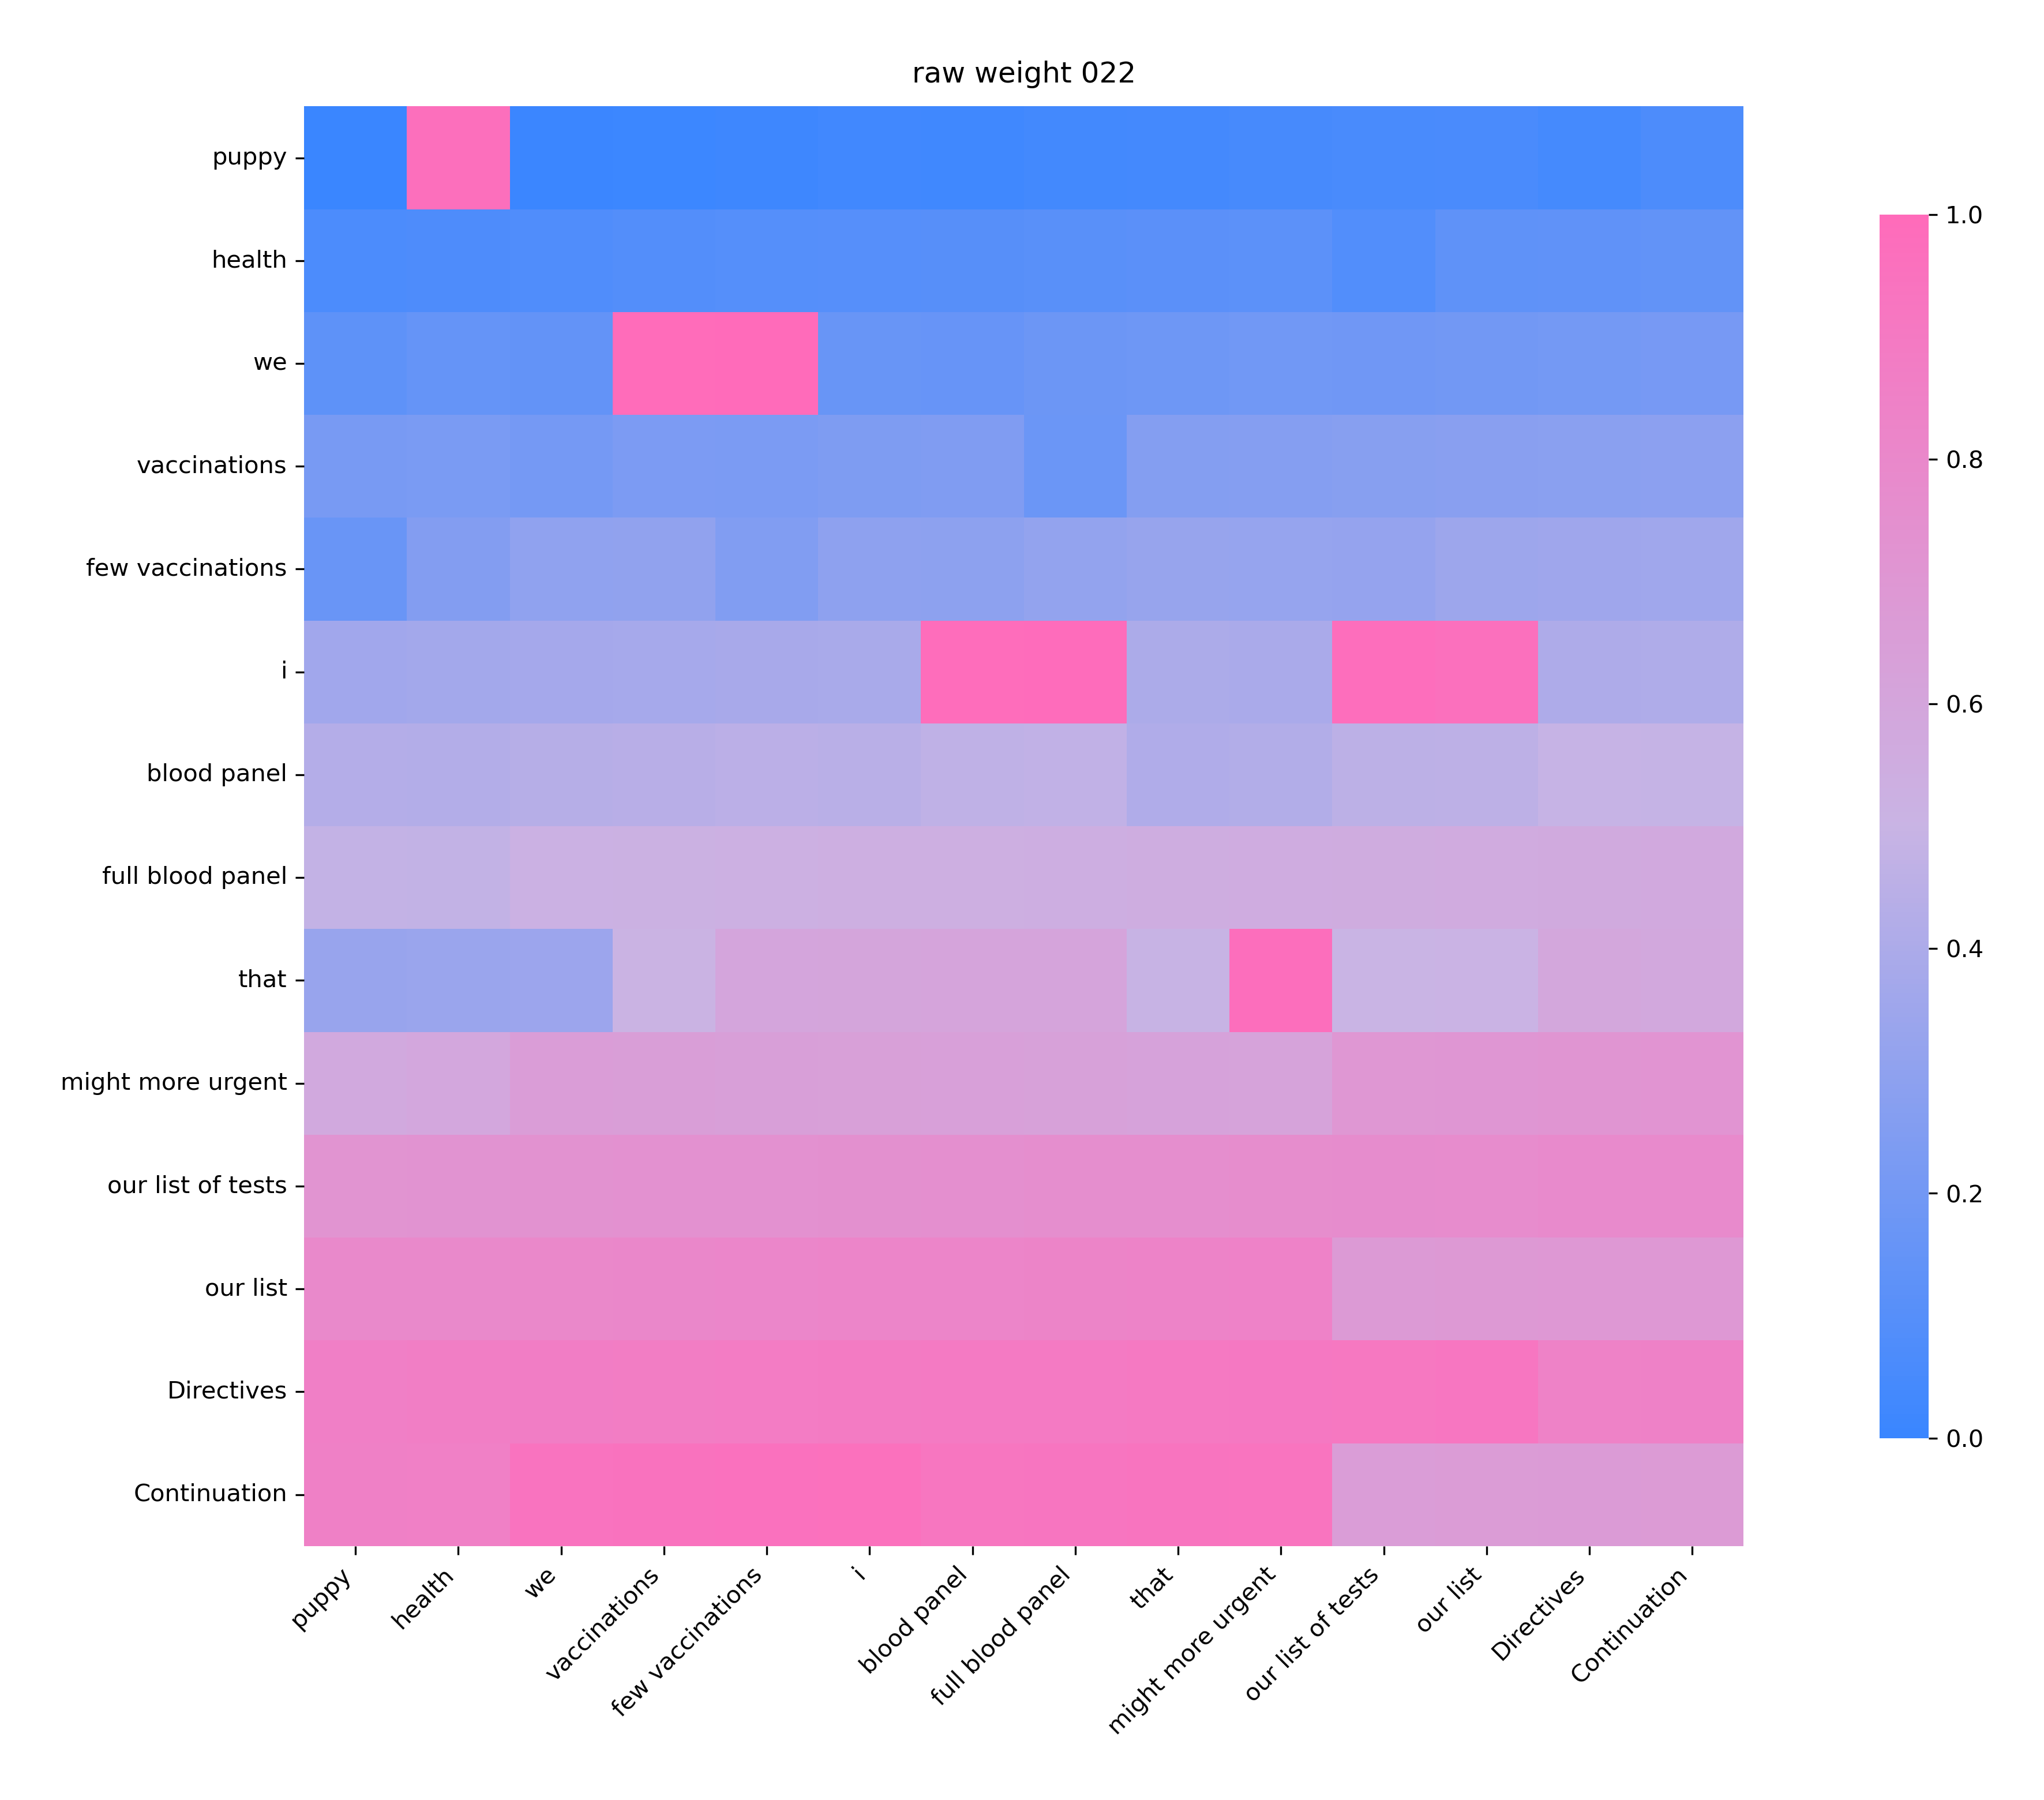 raw weight 022
puppy
health
we
vaccinations
few vaccinations
i
blood panel
full blood panel
that
might more urgent
our list of tests
our list
Directives
Continuation
puppy
health
we
vaccinations
few vaccinations
i
blood panel
full blood panel
that
might more urgent
our list of tests
our list
Directives
Continuation
1.0
0.8
0.6
0.4
0.2
0.0